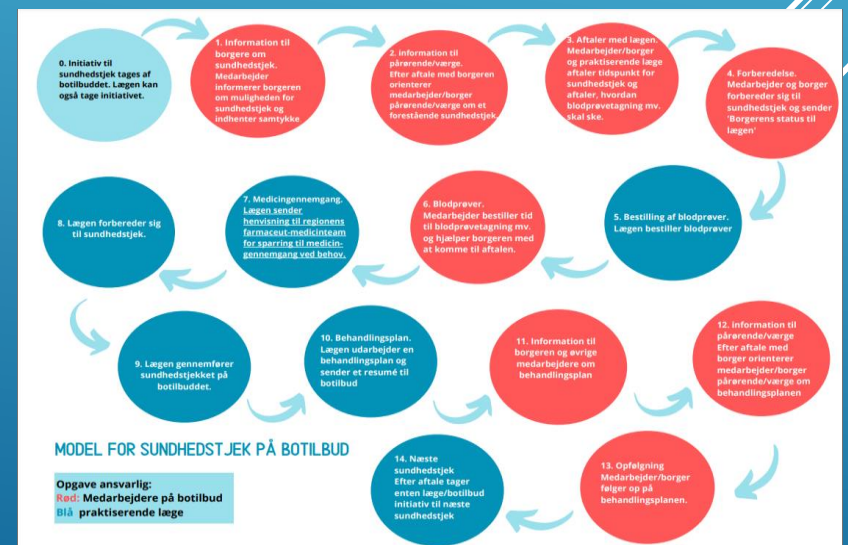 0. Initiativ til
sundhedstjek tages af
botilbuddet. Lægen kan
også tage initiativet.
1. Information til
borgere om
sundhedstjek.
Medarbejder
informerer borgeren
om muligheden for
sundhedstjek og
indhenter samtykke
2. Information til
pårørende/værge.
Efter aftale med borgeren
orienterer
medarbejder/borger
pårørende/værge om et
forestående sundhedstjek.
3. Aftaler med lægen.
Medarbejder/borger
og praktiserende læge
aftaler tidspunkt for
sundhedstjek og
aftaler, hvordan
blodprøvetagning mv.
skal ske.
4. Forberedelse.
Medarbejder og borger
forbereder sig til
sundhedstjek og sender
'Borgerens status til
lægen'
5. Bestilling af blodprøver.
Lægen bestiller blodprøver
6. Blodprøver.
Medarbejder bestiller tid
til blodprøvetagning mv.
og hjælper borgeren med
at komme til aftalen.
7. Medicingennemgang.
Lægen sender
henvisning til regionens
farmaceut-medicinteam
for sparring til medicin-
gennemgang ved behov.
8. Lægen forbereder sig
til sundhedstjek.
9. Lægen gennemfører
sundhedstjekket på
botilbuddet.
10. Behandlingsplan.
Lægen udarbejder en
behandlingsplan og
sender et resumé til
botilbud
11. Information til
borgeren og øvrige
medarbejdere om
behandlingsplan
12. Information til
pårørende/værge
Efter aftale med
borger orienterer
medarbejder/borger
pårørende/værge om
behandlingsplanen
13. Opfølgning
Medarbejder/borger
følger op på
behandlingsplanen.
14. Næste
sundhedstjek
Efter aftale tager
enten læge/botilbud
initiativ til næste
sundhedstjek
MODEL FOR SUNDHEDSTJEK PÅ BOTILBUD
Opgave ansvarlig:
Rød: Medarbejdere på botilbud
Blå praktiserende læge